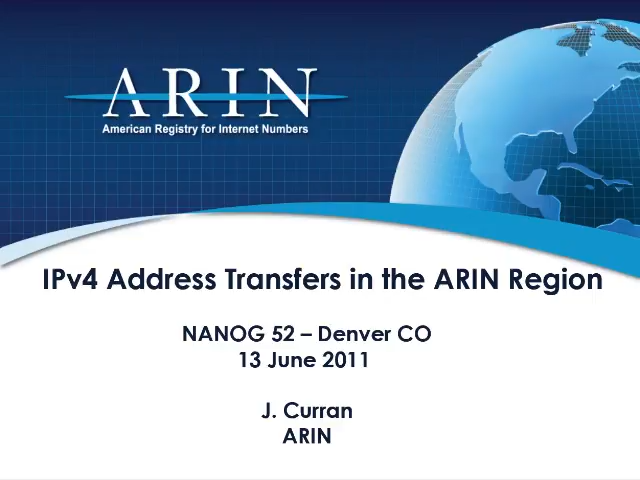 ARIN
American Registry for Internet Numbers
IPv4 Address Transfers in the ARIN Region
NANOG 52 – Denver CO
13 June 2011
J. Curran
ARIN